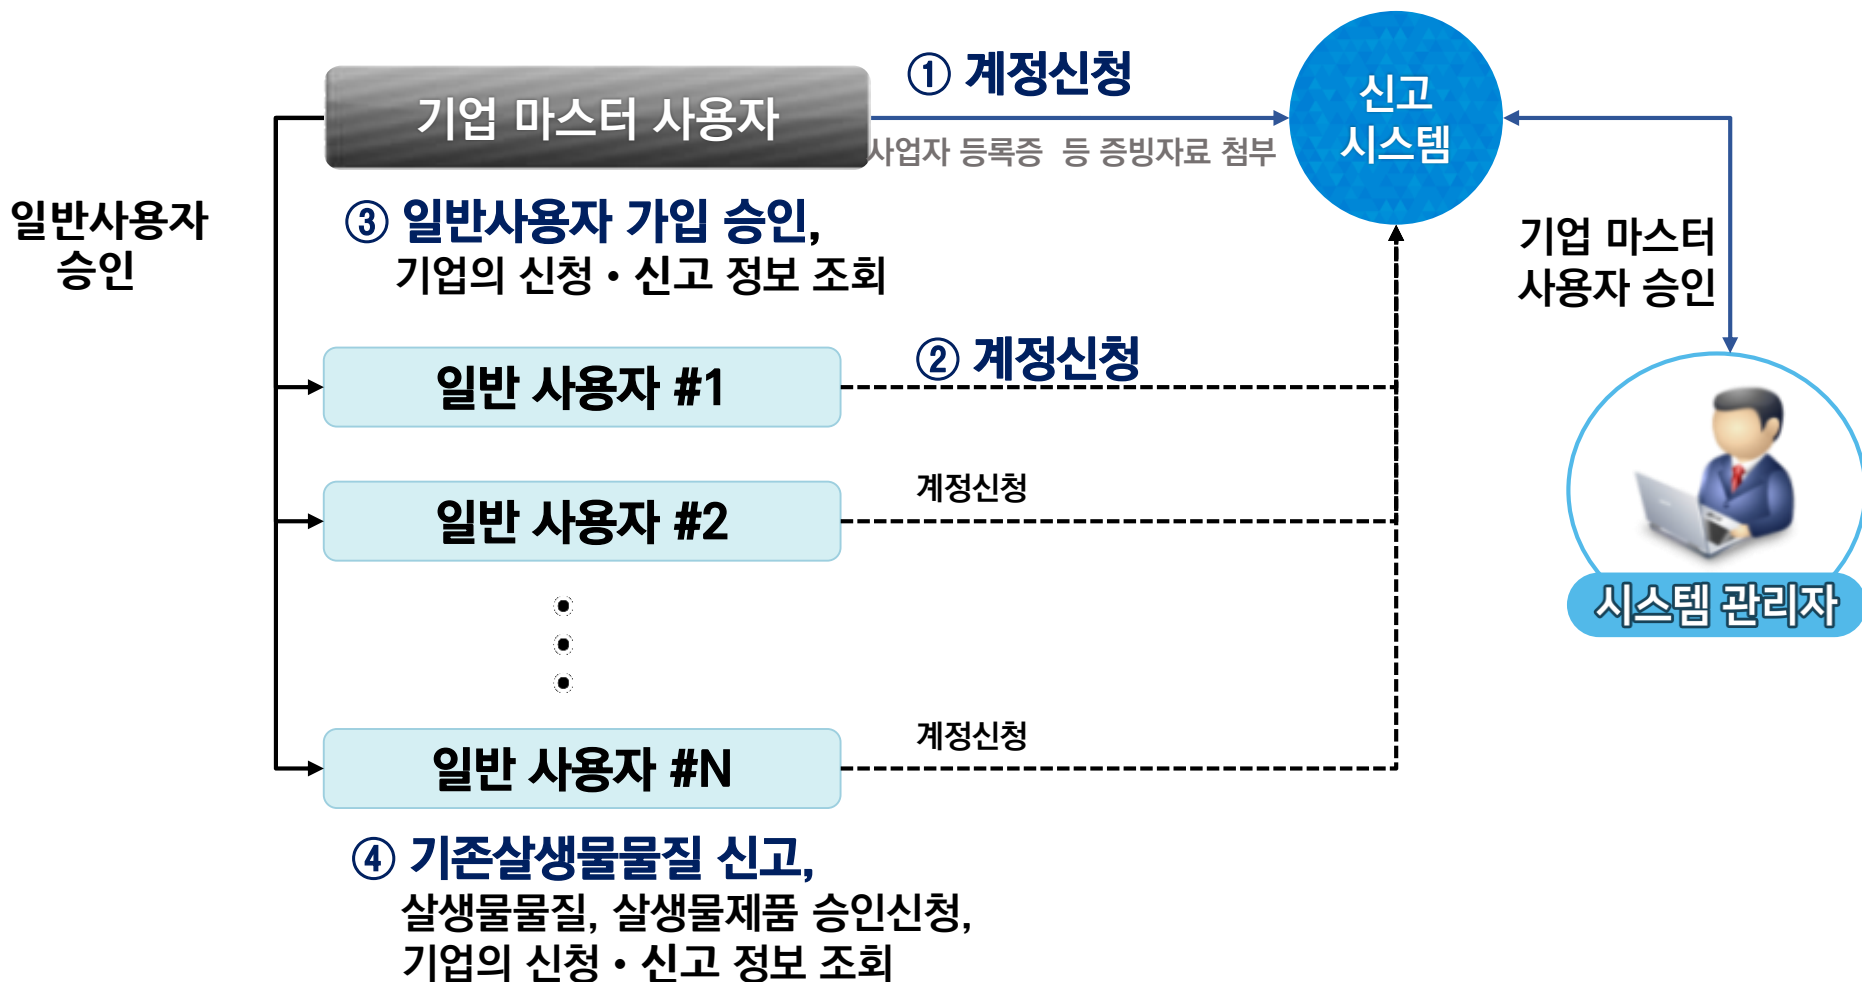 ① 계정신청
기업 마스터 사용자
신고
시스템
사업자 등록증 등 증빙자료 첨부
일반사용자
승인
③ 일반사용자 가입 승인,
기업의 신청 • 신고 정보 조회
기업 마스터
사용자 승인
② 계정신청
일반 사용자 #1
계정신청
일반 사용자 #2
시스템 관리자
계정신청
일반 사용자 #N
④ 기존살생물물질 신고,
살생물물질, 살생물제품 승인신청,
기업의 신청 • 신고 정보 조회